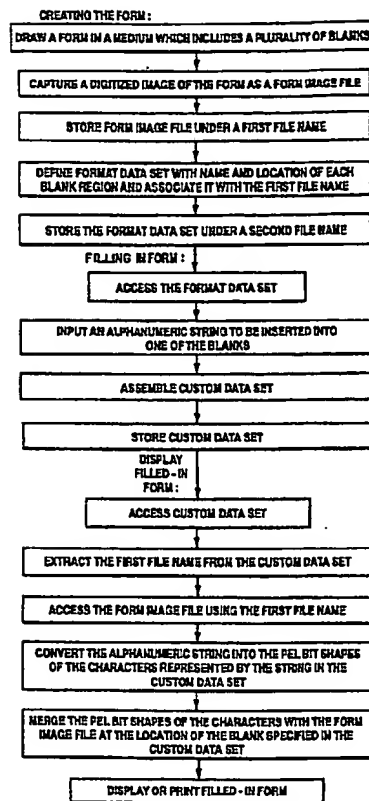 CREATING THE FORM:
DRAW A FORM IN A MEDIUM WHICH INCLUDES A PLURALITY OF BLANKS
CAPTURE A DIGITIZED IMAGE OF THE FORM AS A FORM IMAGE FILE
STORE FORM IMAGE FILE UNDER A FIRST FILE NAME
DEFINE FORMAT DATA SET WITH NAME AND LOCATION OF EACH
BLANK REGION AND ASSOCIATE IT WITH THE FIRST FILE NAME
STORE THE FORMAT DATA SET UNDER A SECOND FILE NAME
FILLING IN FORM:
ACCESS THE FORMAT DATA SET
INPUT AN ALPHANUMERIC STRING TO BE INSERTED INTO
ONE OF THE BLANKS
ASSEMBLE CUSTOM DATA SET
STORE CUSTOM DATA SET
DISPLAY
FILLED-IN
FORM:
ACCESS CUSTOM DATA SET
EXTRACT THE FIRST FILE NAME FROM THE CUSTOM DATA SET
ACCESS THE FORM IMAGE FILE USING THE FIRST FILE NAME
CONVERT THE ALPHANUMERIC STRING INTO THE PEL BIT SHAPES
OF THE CHARACTERS REPRESENTED BY THE STRING IN THE
CUSTOM DATA SET
MERGE THE PEL BIT SHAPES OF THE CHARACTERS WITH THE FORM
IMAGE FILE AT THE LOCATION OF THE BLANK SPECIFIED IN THE
CUSTOM DATA SET
DISPLAY OR PRINT FILLED-IN FORM